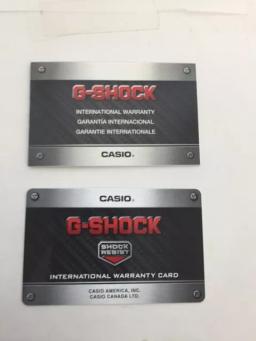 G-SHOCK
INTERNATIONAL WARRANTY
GARANTÍA INTERNACIONAL
GARANTIE INTERNATIONALE
CASIO®
CASIO®
G-SHOCK
SHOCK
RESIST
INTERNATIONAL WARRANTY CARD
CASIO AMERICA, INC.
CASIO CANADA LTD.